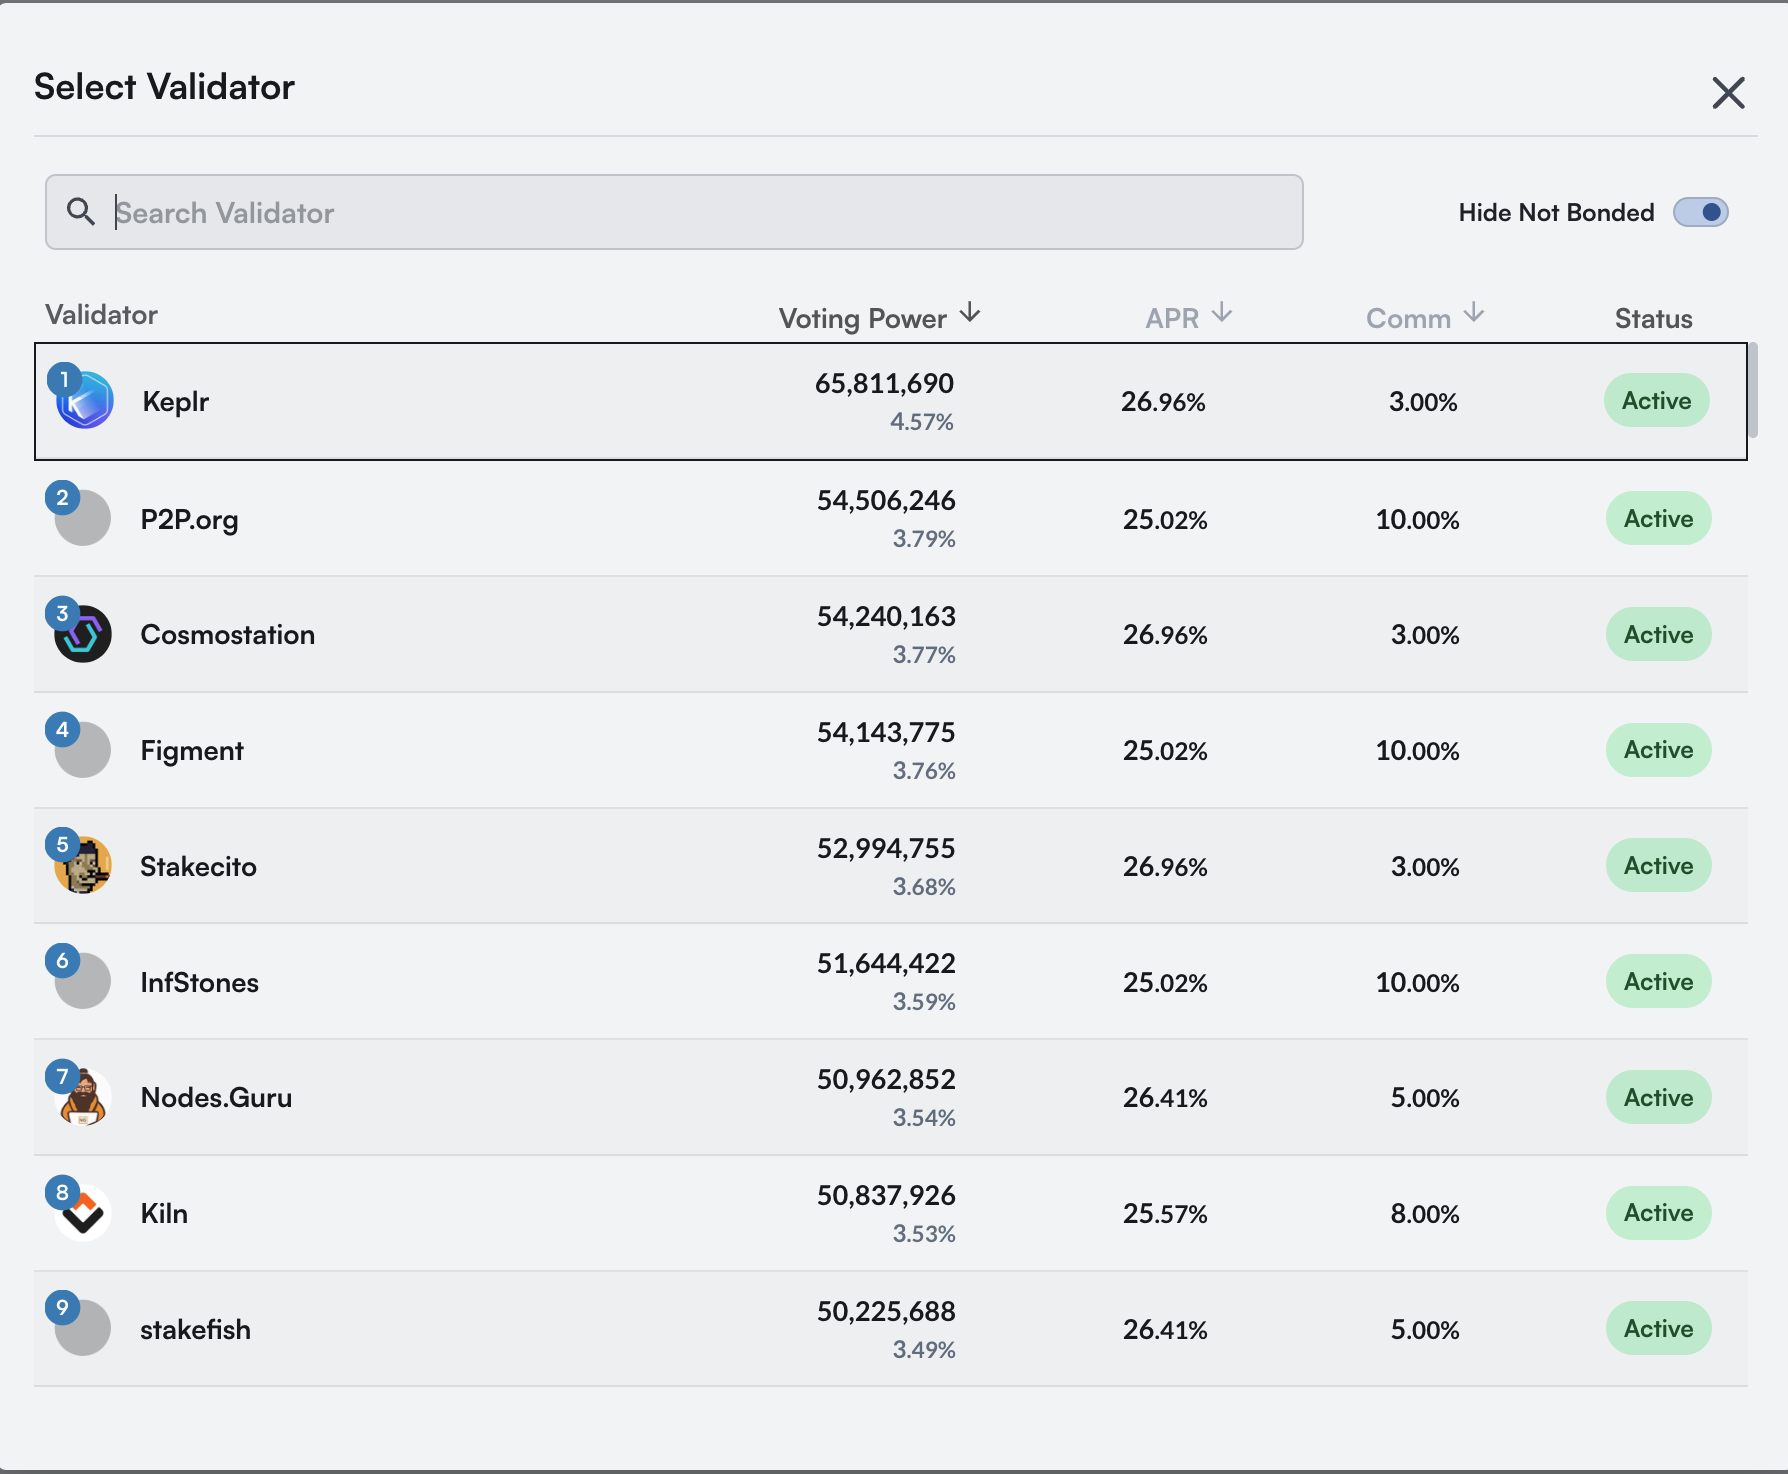 Select Validator
Search Validator
Hide Not Bonded
Validator Voting Power APR Comm Status
1 Keplr 65,811,690 26.96% 3.00% Active
4.57%
2 P2P.org 54,506,246 25.02% 10.00% Active
3.79%
3 Cosmostation 54,240,163 26.96% 3.00% Active
3.77%
4 Figment 54,143,775 25.02% 10.00% Active
3.76%
5 Stakecito 52,994,755 26.96% 3.00% Active
3.68%
6 InfStones 51,644,422 25.02% 10.00% Active
3.59%
7 Nodes.Guru 50,962,852 26.41% 5.00% Active
3.54%
8 Kiln 50,837,926 25.57% 8.00% Active
3.53%
9 stakefish 50,225,688 26.41% 5.00% Active
3.49%